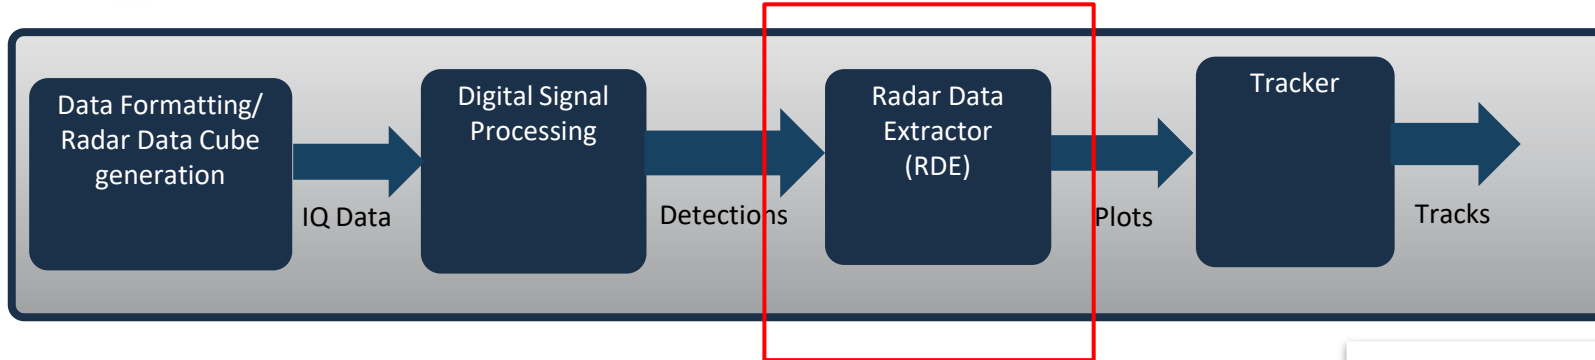 Data Formatting/
Radar Data Cube
generation
IQ Data
Digital Signal
Processing
Detections
Radar Data
Extractor
(RDE)
Plots
Tracker
Tracks